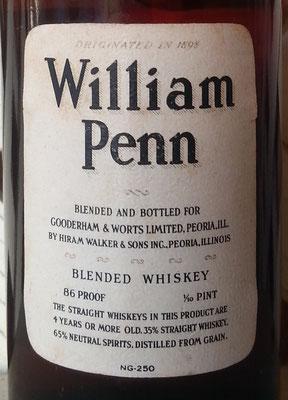 ORIGINATED IN 1898
William
Penn
BLENDED AND BOTTLED FOR
GOODERHAM & WORTS LIMITED, PEORIA, ILL.
BY HIRAM WALKER & SONS INC., PEORIA, ILLINOIS
BLENDED WHISKEY
86 PROOF ⅒ PINT
THE STRAIGHT WHISKEYS IN THIS PRODUCT ARE
4 YEARS OR MORE OLD. 35% STRAIGHT WHISKEY.
65% NEUTRAL SPIRITS. DISTILLED FROM GRAIN.
NG-250